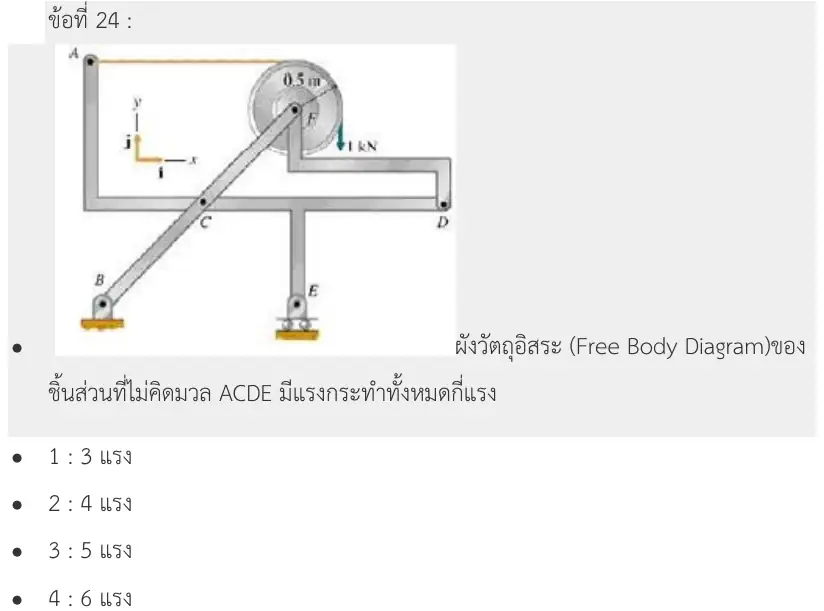 ข้อที่ 24 :
A
0.5 m
y
F
j
x
1 kN
i
C
D
B
E
ผังวัตถุอิสระ (Free Body Diagram)ของ
ชิ้นส่วนที่ไม่คิดมวล ACDE มีแรงกระทำทั้งหมดกี่แรง
1 : 3 แรง
2 : 4 แรง
3 : 5 แรง
4 : 6 แรง